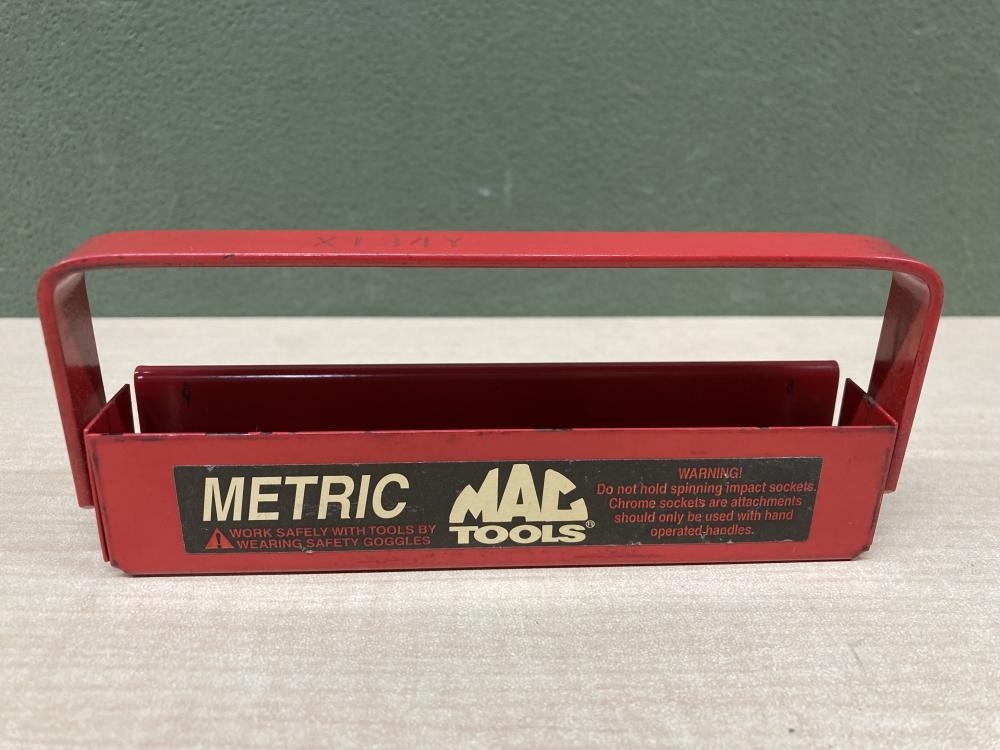 METRIC
WORK SAFELY WITH TOOLS BY
WEARING SAFETY GOGGLES
MAC
TOOLS®
WARNING!
Do not hold spinning impact sockets.
Chrome sockets are attachments
should only be used with hand
operated handles.